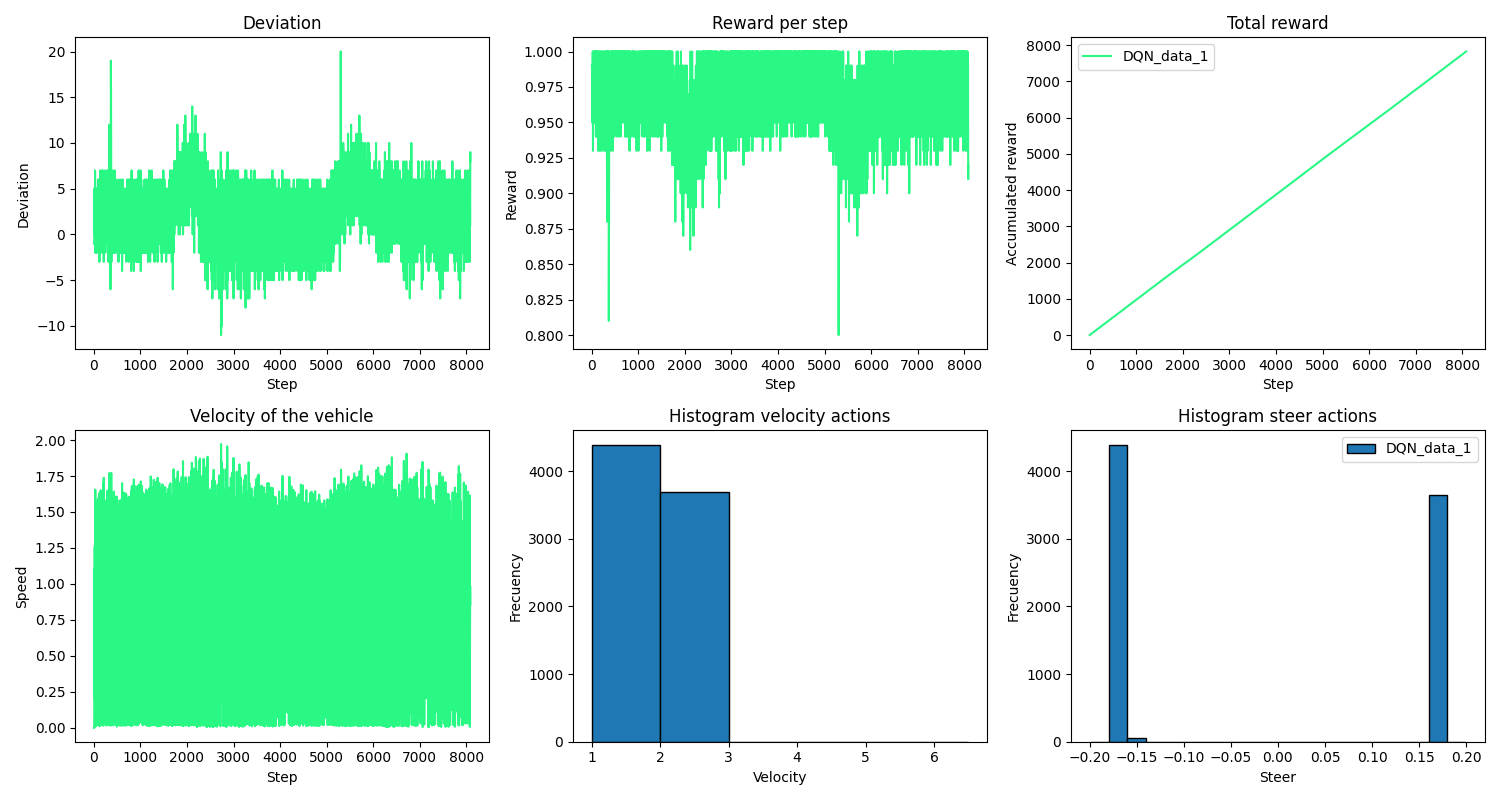 Deviation
Deviation
20
15
10
5
0
−5
−10
0 1000 2000 3000 4000 5000 6000 7000 8000
Step
Reward per step
Reward
1.000
0.975
0.950
0.925
0.900
0.875
0.850
0.825
0.800
0 1000 2000 3000 4000 5000 6000 7000 8000
Step
Total reward
DQN_data_1
Accumulated reward
8000
7000
6000
5000
4000
3000
2000
1000
0
0 1000 2000 3000 4000 5000 6000 7000 8000
Step
Velocity of the vehicle
Speed
2.00
1.75
1.50
1.25
1.00
0.75
0.50
0.25
0.00
0 1000 2000 3000 4000 5000 6000 7000 8000
Step
Histogram velocity actions
Frecuency
4000
3000
2000
1000
0
1 2 3 4 5 6
Velocity
Histogram steer actions
DQN_data_1
Frecuency
4000
3000
2000
1000
0
−0.20 −0.15 −0.10 −0.05 0.00 0.05 0.10 0.15 0.20
Steer